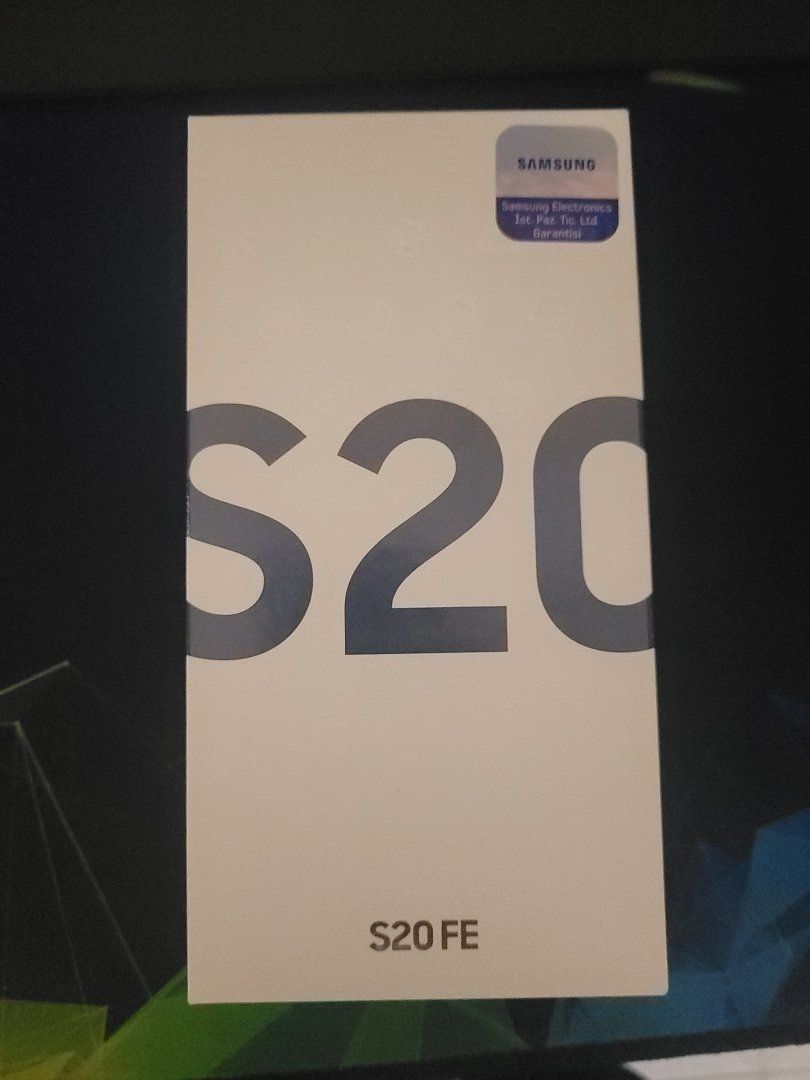 SAMSUNG
Samsung Electronics
İst. Paz. Tic. Ltd
Garantisi
S20
S20 FE